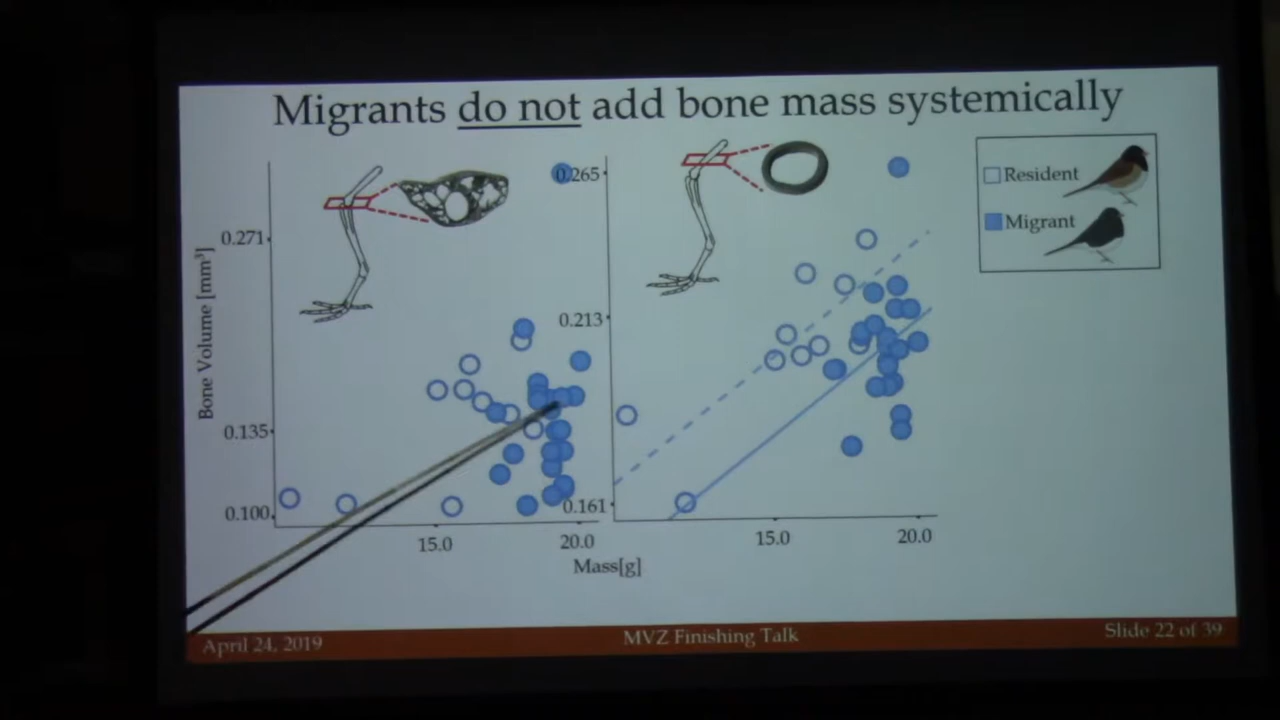 Migrants do not add bone mass systemically
Bone Volume [mm³]
0.271
0.135
0.100
15.0
20.0
0.265
0.213
0.161
15.0
20.0
Mass[g]
Resident
Migrant
April 24, 2019
MVZ Finishing Talk
Slide 22 of 39